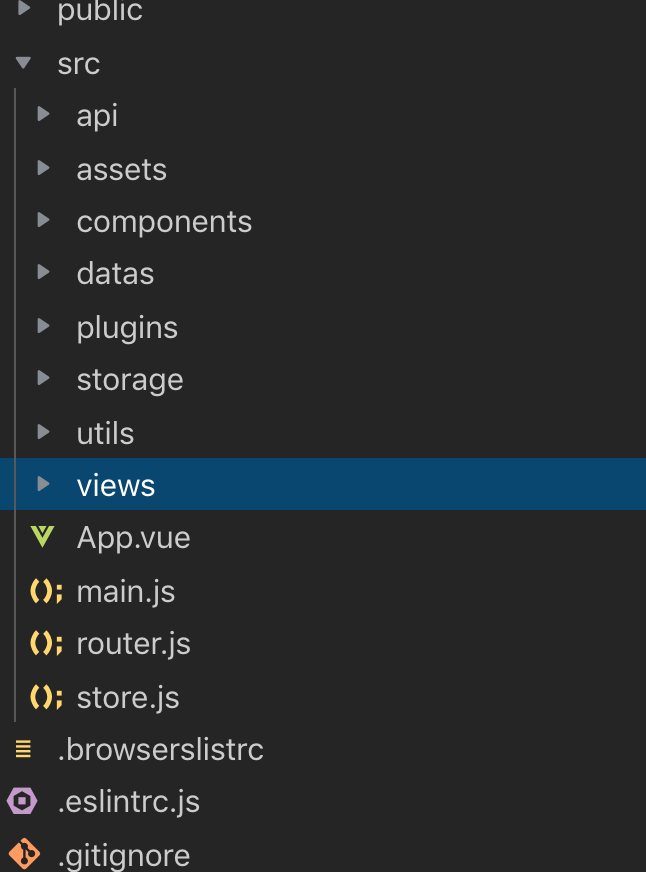 public
src
api
assets
components
datas
plugins
storage
utils
views
App.vue
main.js
router.js
store.js
.browserslistrc
.eslintrc.js
.gitignore